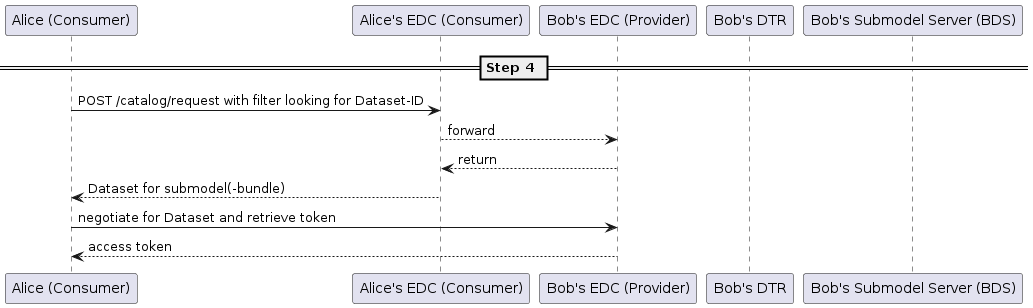 Alice (Consumer)
Alice's EDC (Consumer)
Bob's EDC (Provider)
Bob's DTR
Bob's Submodel Server (BDS)
Step 4
POST /catalog/request with filter looking for Dataset-ID
forward
return
Dataset for submodel(-bundle)
negotiate for Dataset and retrieve token
access token
Alice (Consumer)
Alice's EDC (Consumer)
Bob's EDC (Provider)
Bob's DTR
Bob's Submodel Server (BDS)